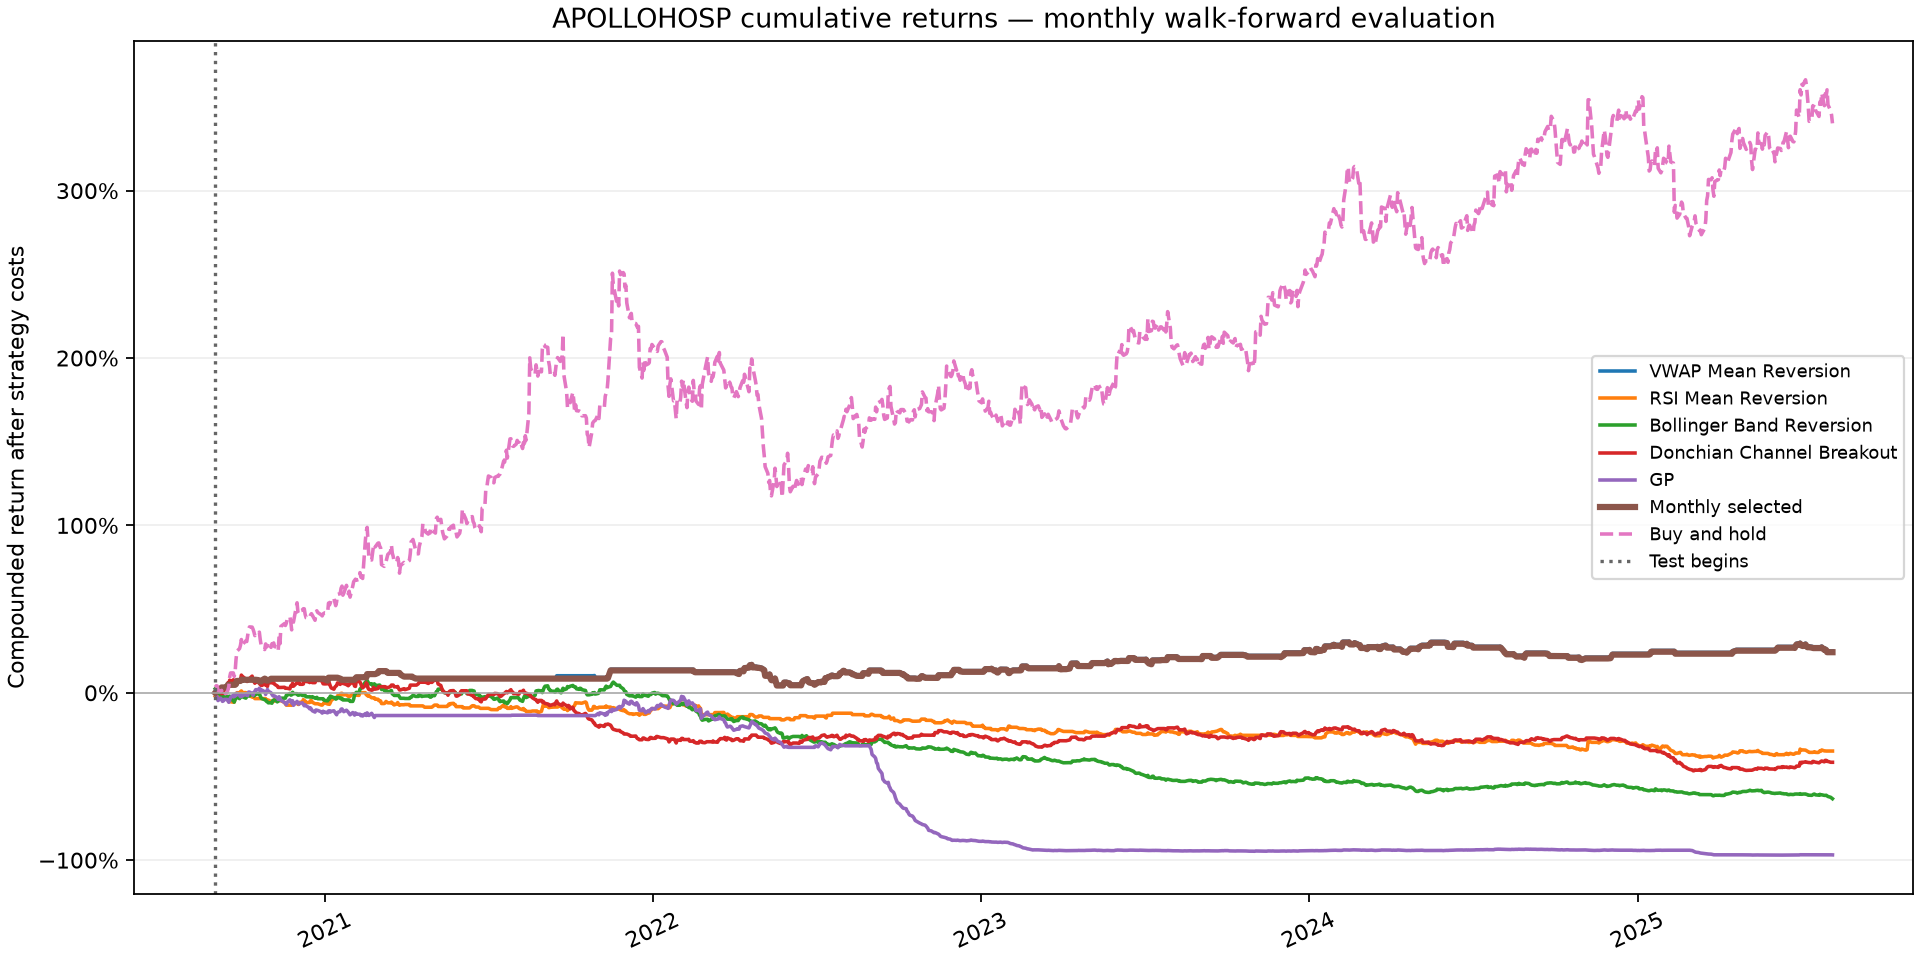 APOLLOHOSP cumulative returns — monthly walk-forward evaluation
Compounded return after strategy costs
300%
200%
100%
0%
−100%
VWAP Mean Reversion
RSI Mean Reversion
Bollinger Band Reversion
Donchian Channel Breakout
GP
Monthly selected
Buy and hold
Test begins
2021
2022
2023
2024
2025